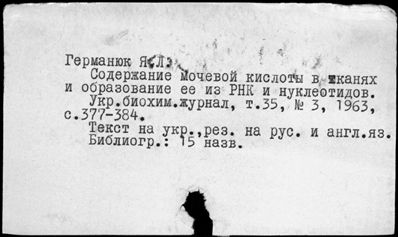 Германюк Я.Л.
Содержание мочевой кислоты в тканях
и образование ее из РНК и нуклеотидов.
Укр.биохим.журнал, т.35, № 3, 1963,
с.377-384.
Текст на укр.,рез. на рус. и англ.яз.
Библиогр.: 15 назв.